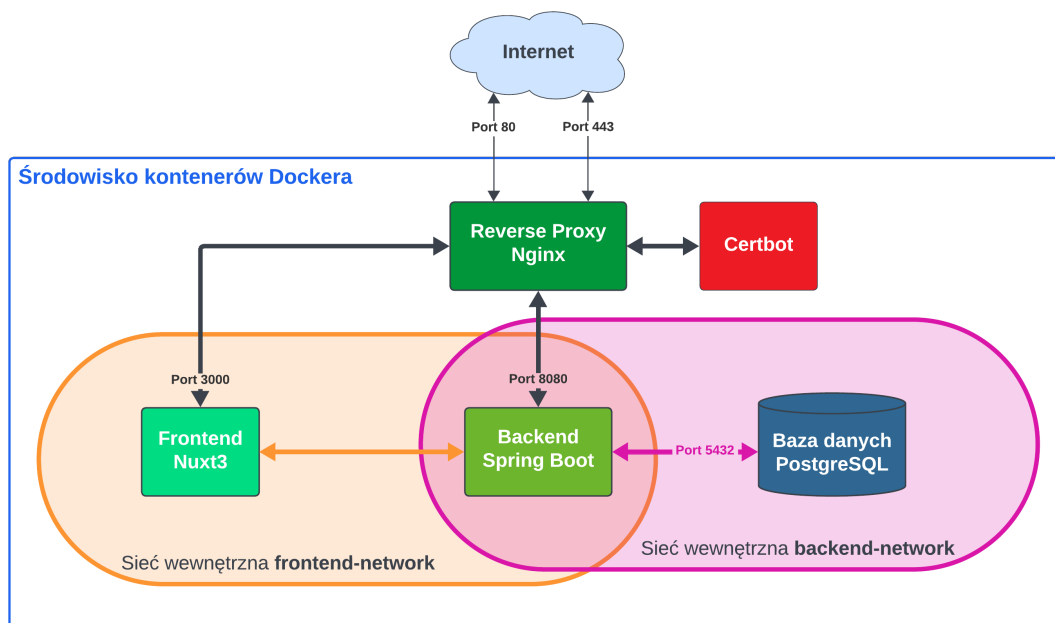 Internet
Port 80
Port 443
Środowisko kontenerów Dockera
Reverse Proxy
Nginx
Certbot
Port 3000
Port 8080
Frontend
Nuxt3
Backend
Spring Boot
Port 5432
Baza danych
PostgreSQL
Sieć wewnętrzna frontend-network
Sieć wewnętrzna backend-network